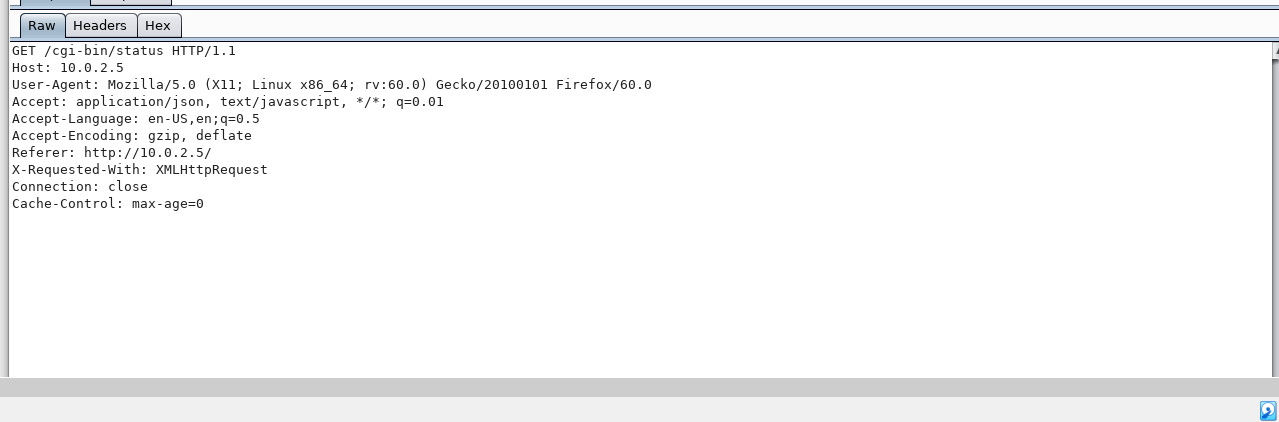 Raw Headers Hex
GET /cgi-bin/status HTTP/1.1
Host: 10.0.2.5
User-Agent: Mozilla/5.0 (X11; Linux x86_64; rv:60.0) Gecko/20100101 Firefox/60.0
Accept: application/json, text/javascript, */*; q=0.01
Accept-Language: en-US,en;q=0.5
Accept-Encoding: gzip, deflate
Referer: http://10.0.2.5/
X-Requested-With: XMLHttpRequest
Connection: close
Cache-Control: max-age=0